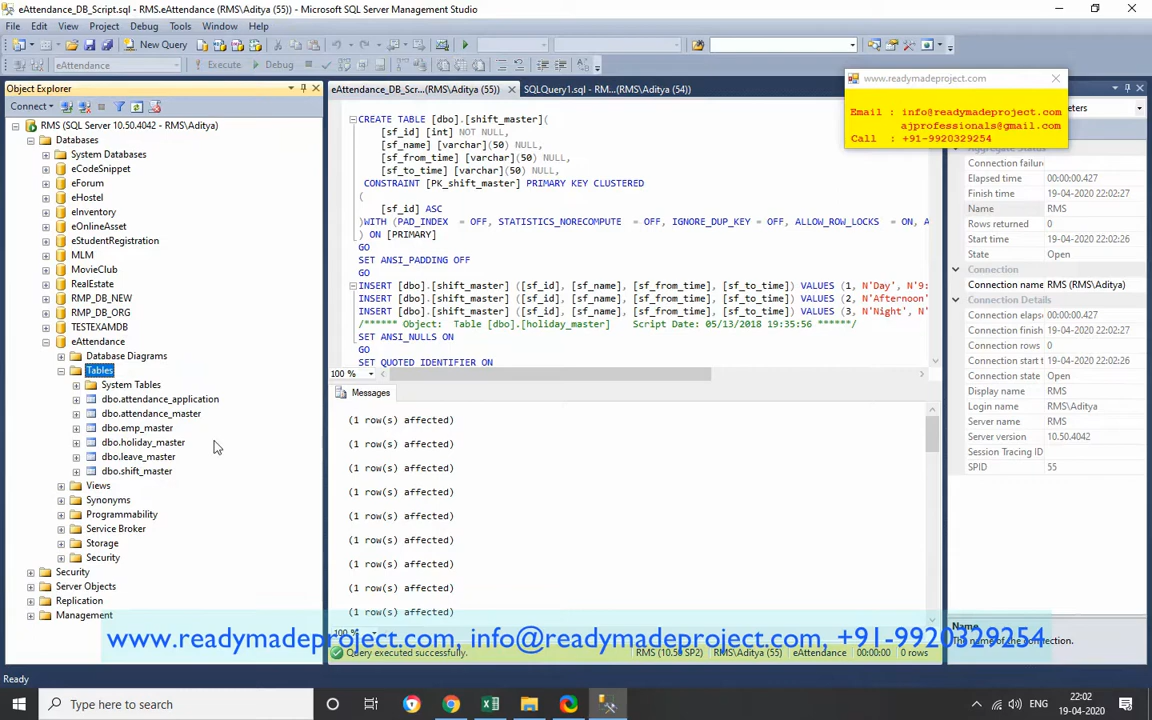 eAttendance_DB_Script.sql - RMS.eAttendance (RMS\Aditya (55)) - Microsoft SQL Server Management Studio
File Edit View Project Debug Tools Window Help
New Query
eAttendance Execute Debug
Object Explorer
Connect
RMS (SQL Server 10.50.4042 - RMS\Aditya)
Databases
System Databases
eCodeSnippet
eForum
eHostel
eInventory
eOnlineAsset
eStudentRegistration
MLM
MovieClub
RealEstate
RMP_DB_NEW
RMP_DB_ORG
TESTEXAMDB
eAttendance
Database Diagrams
Tables
System Tables
dbo.attendance_application
dbo.attendance_master
dbo.emp_master
dbo.holiday_master
dbo.leave_master
dbo.shift_master
Views
Synonyms
Programmability
Service Broker
Storage
Security
Security
Server Objects
Replication
Management
eAttendance_DB_Scr...(RMS\Aditya (55)) SQLQuery1.sql - RM...(RMS\Aditya (54))
CREATE TABLE [dbo].[shift_master](
[sf_id] [int] NOT NULL,
[sf_name] [varchar](50) NULL,
[sf_from_time] [varchar](50) NULL,
[sf_to_time] [varchar](50) NULL,
CONSTRAINT [PK_shift_master] PRIMARY KEY CLUSTERED
(
[sf_id] ASC
)WITH (PAD_INDEX = OFF, STATISTICS_NORECOMPUTE = OFF, IGNORE_DUP_KEY = OFF, ALLOW_ROW_LOCKS = ON, A
) ON [PRIMARY]
GO
SET ANSI_PADDING OFF
GO
INSERT [dbo].[shift_master] ([sf_id], [sf_name], [sf_from_time], [sf_to_time]) VALUES (1, N'Day', N'9:
INSERT [dbo].[shift_master] ([sf_id], [sf_name], [sf_from_time], [sf_to_time]) VALUES (2, N'Afternoon'
INSERT [dbo].[shift_master] ([sf_id], [sf_name], [sf_from_time], [sf_to_time]) VALUES (3, N'Night', N'
/****** Object: Table [dbo].[holiday_master] Script Date: 05/13/2018 19:35:56 ******/
SET ANSI_NULLS ON
GO
SET QUOTED_IDENTIFIER ON
100 %
Messages
(1 row(s) affected)
(1 row(s) affected)
(1 row(s) affected)
(1 row(s) affected)
(1 row(s) affected)
(1 row(s) affected)
(1 row(s) affected)
(1 row(s) affected)
(1 row(s) affected)
100 %
Query executed successfully. RMS (10.50 SP2) RMS\Aditya (55) eAttendance 00:00:00 0 rows
www.readymadeproject.com
Email : info@readymadeproject.com
ajprofessionals@gmail.com
Call : +91-9920329254
Connection failure
Elapsed time 00:00:00.427
Finish time 19-04-2020 22:02:27
Name RMS
Rows returned 0
Start time 19-04-2020 22:02:26
State Open
Connection
Connection name RMS (RMS\Aditya)
Connection Details
Connection elaps 00:00:00.427
Connection finish 19-04-2020 22:02:27
Connection rows 0
Connection start t 19-04-2020 22:02:26
Connection state Open
Display name RMS
Login name RMS\Aditya
Server name RMS
Server version 10.50.4042
Session Tracing ID
SPID 55
Name
The name of the connection.
www.readymadeproject.com, info@readymadeproject.com, +91-9920329254
Ready
Type here to search
ENG
22:02
19-04-2020